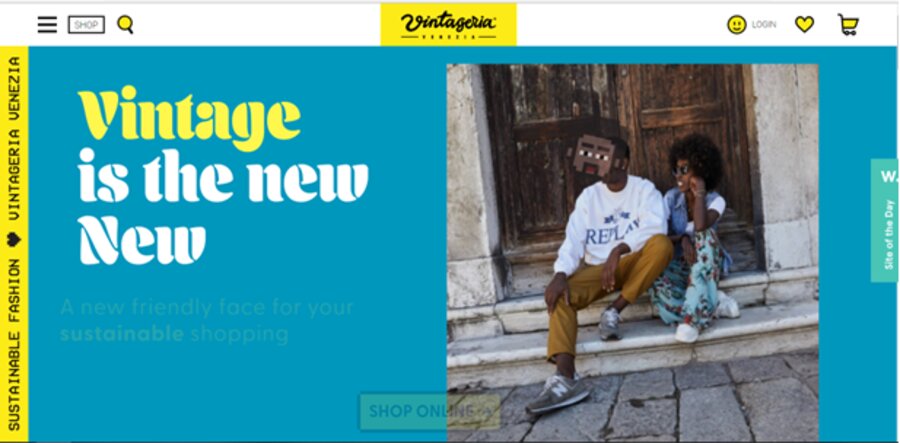 SHOP
Vintageria
VENEZIA
LOGIN
SUSTAINABLE FASHION VINTAGERIA VENEZIA
Vintage
is the new
New
A new friendly face for your
sustainable shopping
SHOP ONLINE
REPLAY
W.
Site of the Day